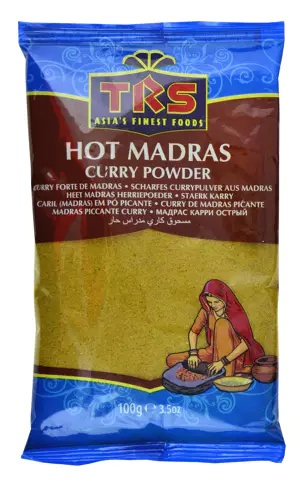 TRS
ASIA'S FINEST FOODS
HOT MADRAS
CURRY POWDER
CURRY FORTE DE MADRAS • SCHARFES CURRYPULVER AUS MADRAS
HEET MADRAS HERRIEPOEDER • STAERK KARRY
CARIL (MADRAS) EM PÓ PICANTE • CURRY DE MADRAS PIČANTE
MADRAS PICCANTE CURRY • МАДРАС КАРРИ ОСТРЫЙ
مسحوق كاري مدراس حار
100g e 3.5oz